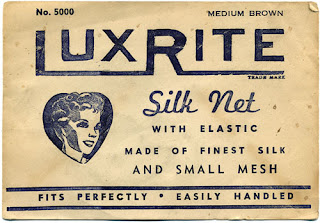 No. 5000 MEDIUM BROWN
LUXRITE
TRADE MARK
Silk Net
WITH ELASTIC
MADE OF FINEST SILK
AND SMALL MESH
FITS PERFECTLY • EASILY HANDLED